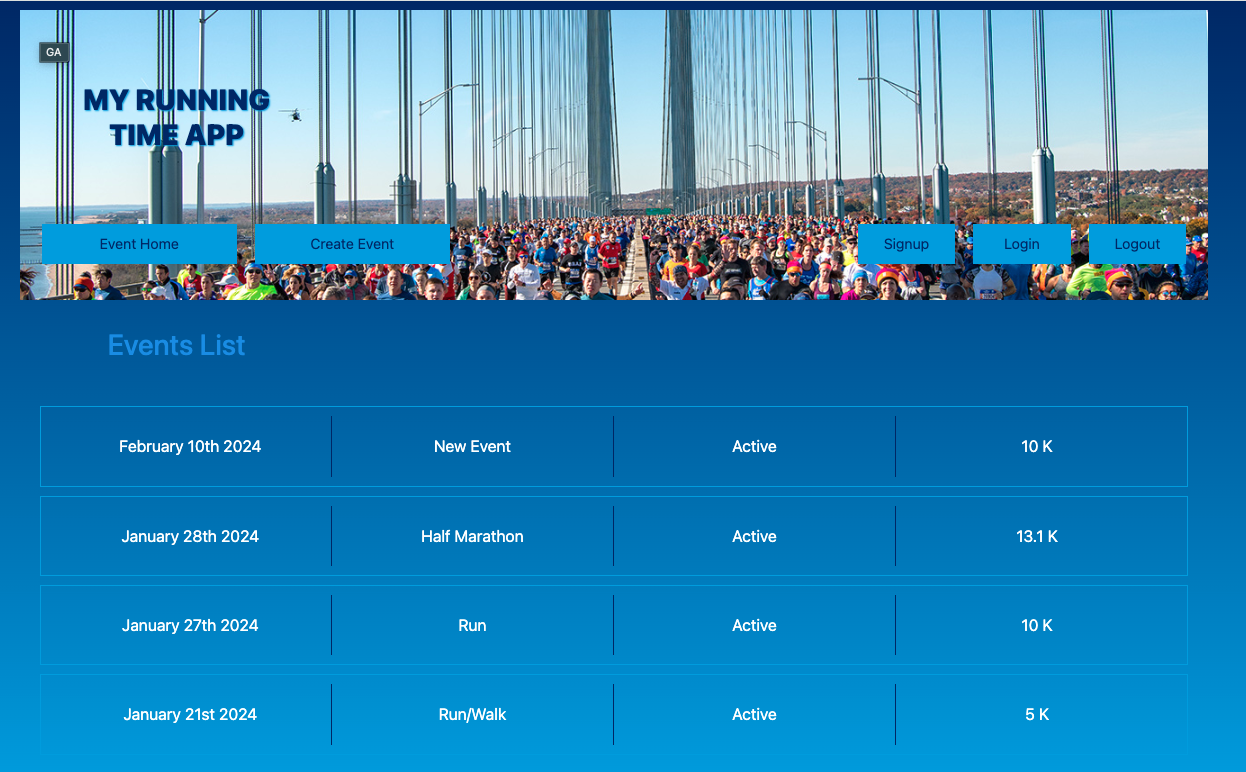 GA
MY RUNNING
TIME APP
Event Home Create Event Signup Login Logout
Events List
February 10th 2024 New Event Active 10 K
January 28th 2024 Half Marathon Active 13.1 K
January 27th 2024 Run Active 10 K
January 21st 2024 Run/Walk Active 5 K